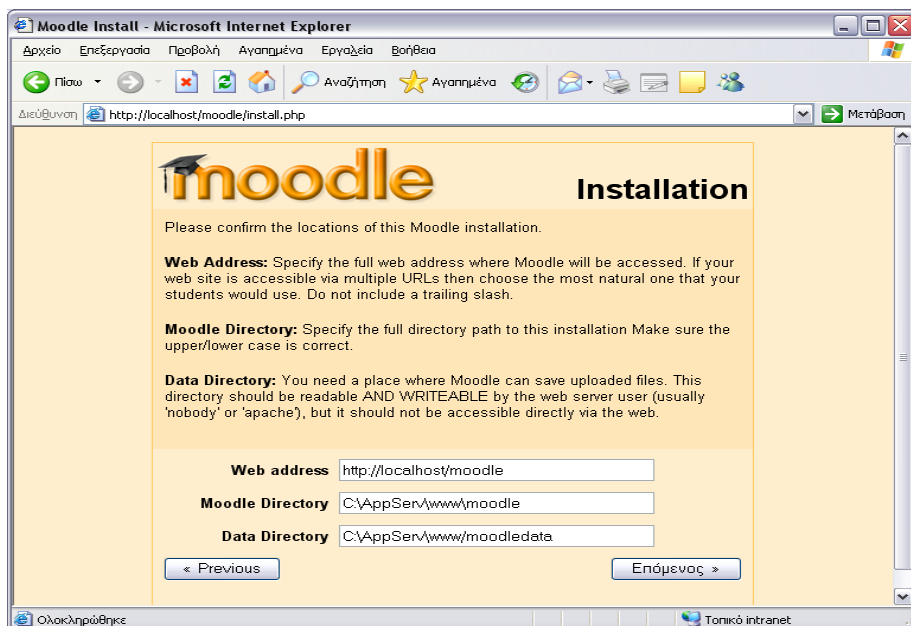 Moodle Install - Microsoft Internet Explorer
Αρχείο Επεξεργασία Προβολή Αγαπημένα Εργαλεία Βοήθεια
Πίσω Αναζήτηση Αγαπημένα
Διεύθυνση http://localhost/moodle/install.php Μετάβαση
moodle
Installation
Please confirm the locations of this Moodle installation.
Web Address: Specify the full web address where Moodle will be accessed. If your
web site is accessible via multiple URLs then choose the most natural one that your
students would use. Do not include a trailing slash.
Moodle Directory: Specify the full directory path to this installation Make sure the
upper/lower case is correct.
Data Directory: You need a place where Moodle can save uploaded files. This
directory should be readable AND WRITEABLE by the web server user (usually
'nobody' or 'apache'), but it should not be accessible directly via the web.
Web address http://localhost/moodle
Moodle Directory C:\AppServ\www\moodle
Data Directory C:\AppServ\www/moodledata
« Previous Επόμενος »
Ολοκληρώθηκε Τοπικό intranet